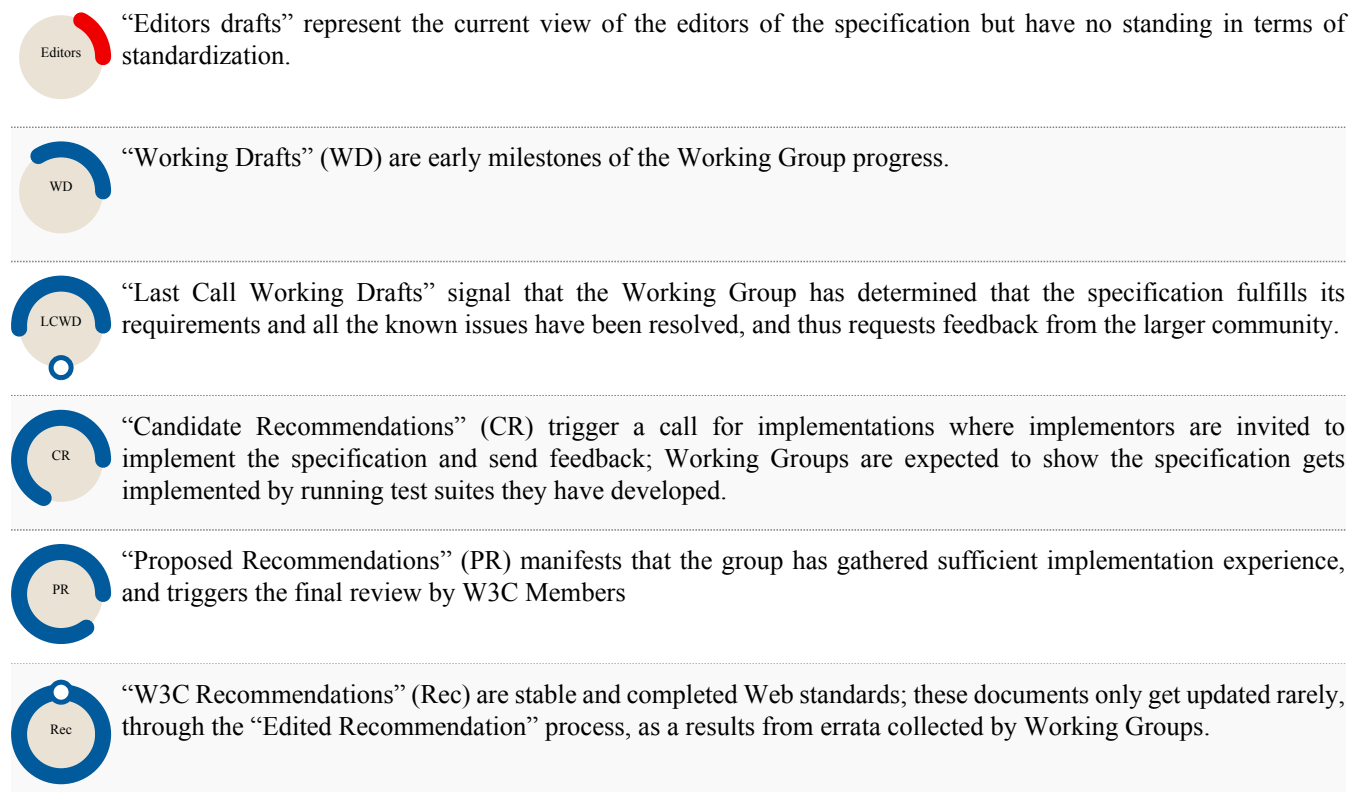 “Editors drafts” represent the current view of the editors of the specification but have no standing in terms of
Editors
standardization.
“Working Drafts” (WD) are early milestones of the Working Group progress.
WD
“Last Call Working Drafts” signal that the Working Group has determined that the specification fulfills its
LCWD
requirements and all the known issues have been resolved, and thus requests feedback from the larger community.
“Candidate Recommendations” (CR) trigger a call for implementations where implementors are invited to
CR
implement the specification and send feedback; Working Groups are expected to show the specification gets
implemented by running test suites they have developed.
“Proposed Recommendations” (PR) manifests that the group has gathered sufficient implementation experience,
PR
and triggers the final review by W3C Members
“W3C Recommendations” (Rec) are stable and completed Web standards; these documents only get updated rarely,
Rec
through the “Edited Recommendation” process, as a results from errata collected by Working Groups.